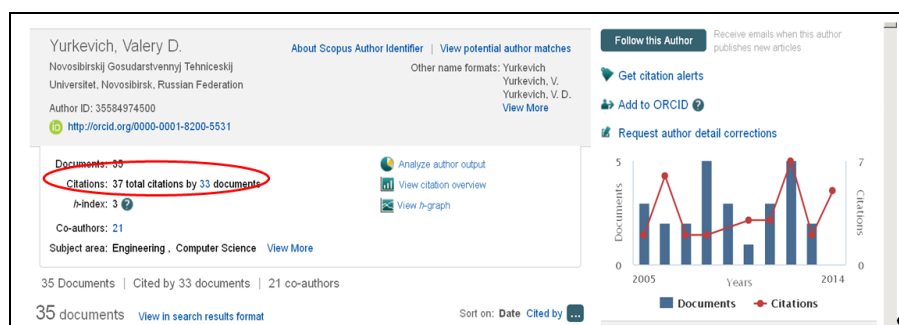 Yurkevich, Valery D.
Novosibirskij Gosudarstvennyj Tehniceskij
Universitet, Novosibirsk, Russian Federation
Author ID: 35584974500
http://orcid.org/0000-0001-8200-5531
About Scopus Author Identifier | View potential author matches
Other name formats: Yurkevich
Yurkevich, V.
Yurkevich, V. D.
View More
Documents: 35
Citations: 37 total citations by 33 documents
h-index: 3 ?
Co-authors: 21
Subject area: Engineering , Computer Science View More
Analyze author output
View citation overview
View h-graph
35 Documents | Cited by 33 documents | 21 co-authors
35 documents View in search results format
Sort on: Date Cited by ...
Follow this Author
Receive emails when this author
publishes new articles
Get citation alerts
Add to ORCID ?
Request author detail corrections
5
7
Documents
Citations
0
0
2005
Years
2014
Documents
Citations